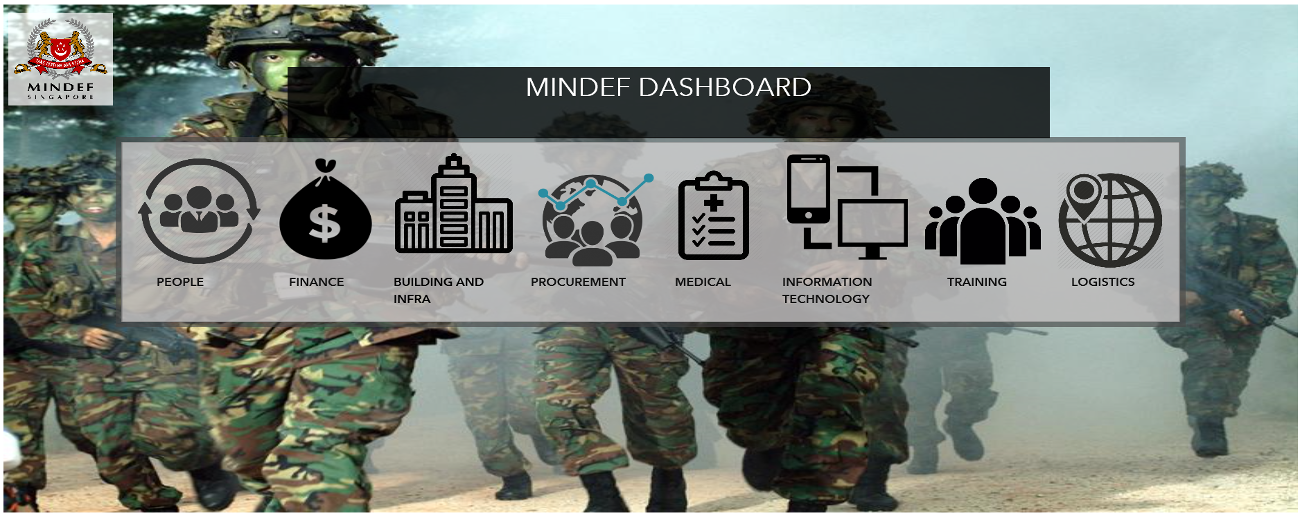 MINDEF
SINGAPORE
MINDEF DASHBOARD
$
PEOPLE
FINANCE
BUILDING AND
INFRA
PROCUREMENT
MEDICAL
INFORMATION
TECHNOLOGY
TRAINING
LOGISTICS